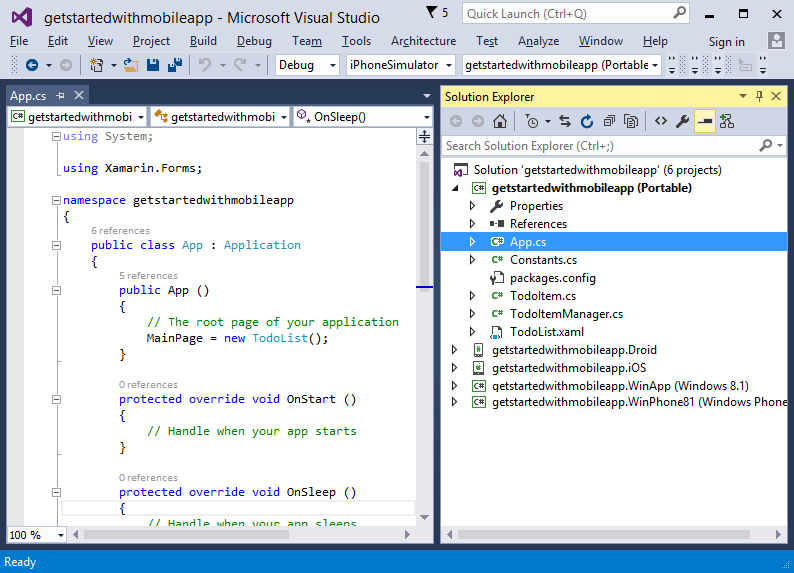 getstartedwithmobileapp - Microsoft Visual Studio
5
Quick Launch (Ctrl+Q)
File Edit View Project Build Debug Team Tools Architecture Test Analyze Window Help Sign in
Debug iPhoneSimulator getstartedwithmobileapp (Portable)
App.cs
getstartedwithmobi getstartedwithmobi OnSleep()
using System;
using Xamarin.Forms;
namespace getstartedwithmobileapp
{
6 references
public class App : Application
{
5 references
public App ()
{
// The root page of your application
MainPage = new TodoList();
}
0 references
protected override void OnStart ()
{
// Handle when your app starts
}
0 references
protected override void OnSleep ()
{
// Handle when your app sleeps
100 %
Solution Explorer
Search Solution Explorer (Ctrl+;)
Solution 'getstartedwithmobileapp' (6 projects)
C# getstartedwithmobileapp (Portable)
Properties
References
C# App.cs
C# Constants.cs
packages.config
C# TodoItem.cs
C# TodoItemManager.cs
TodoList.xaml
getstartedwithmobileapp.Droid
getstartedwithmobileapp.iOS
C# getstartedwithmobileapp.WinApp (Windows 8.1)
C# getstartedwithmobileapp.WinPhone81 (Windows Phone
Ready